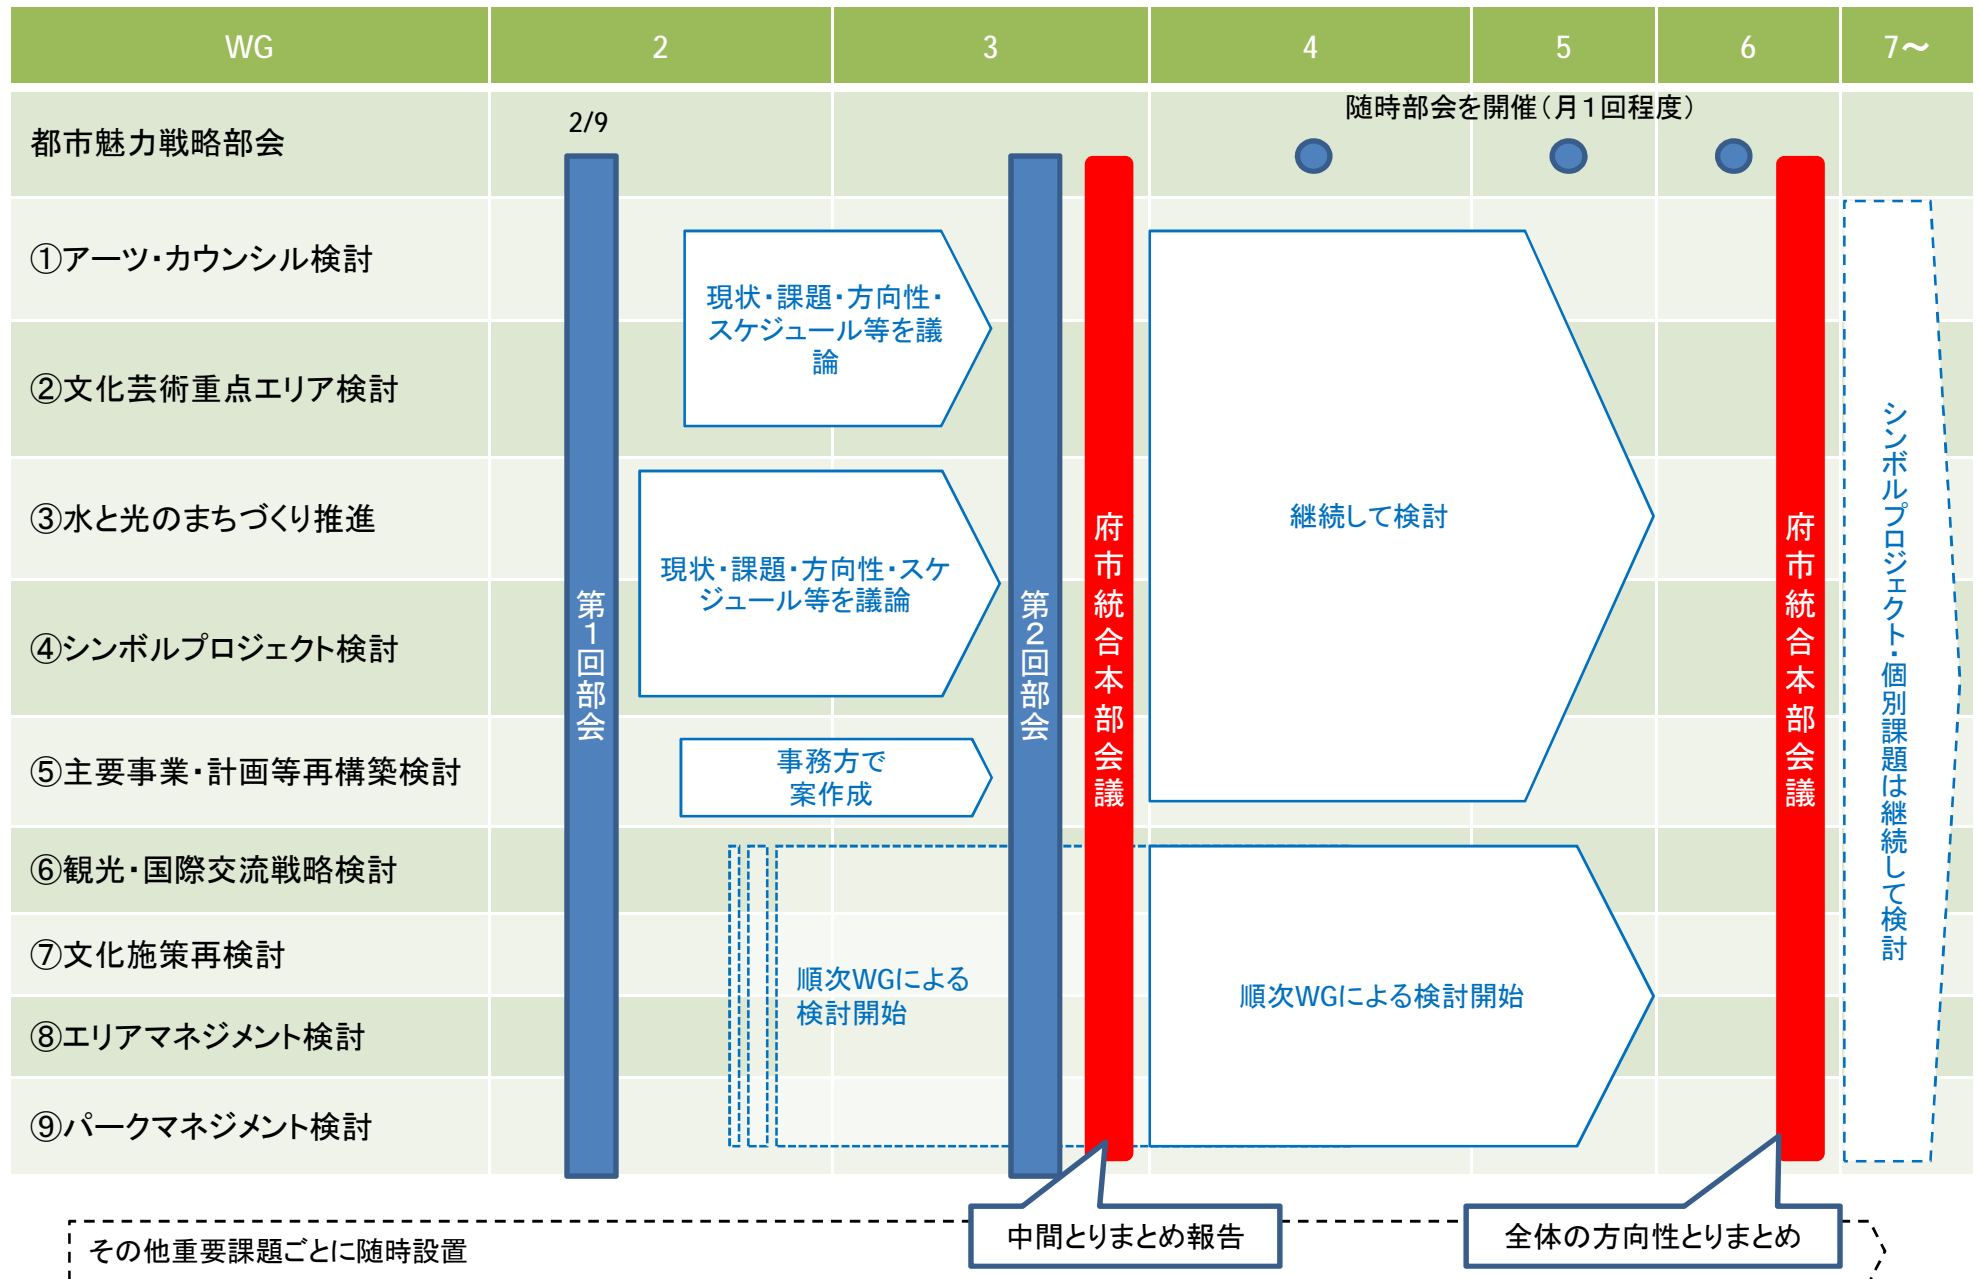 WG 2 3 4 5 6 7～
都市魅力戦略部会
2/9
随時部会を開催（月１回程度）
①アーツ・カウンシル検討
②文化芸術重点エリア検討
③水と光のまちづくり推進
④シンボルプロジェクト検討
⑤主要事業・計画等再構築検討
⑥観光・国際交流戦略検討
⑦文化施策再検討
⑧エリアマネジメント検討
⑨パークマネジメント検討
第１回部会
現状・課題・方向性・
スケジュール等を議
論
現状・課題・方向性・スケ
ジュール等を議論
事務方で
案作成
順次WGによる
検討開始
第２回部会
府市統合本部会議
継続して検討
順次WGによる検討開始
府市統合本部会議
シンボルプロジェクト・個別課題は継続して検討
中間とりまとめ報告
全体の方向性とりまとめ
その他重要課題ごとに随時設置